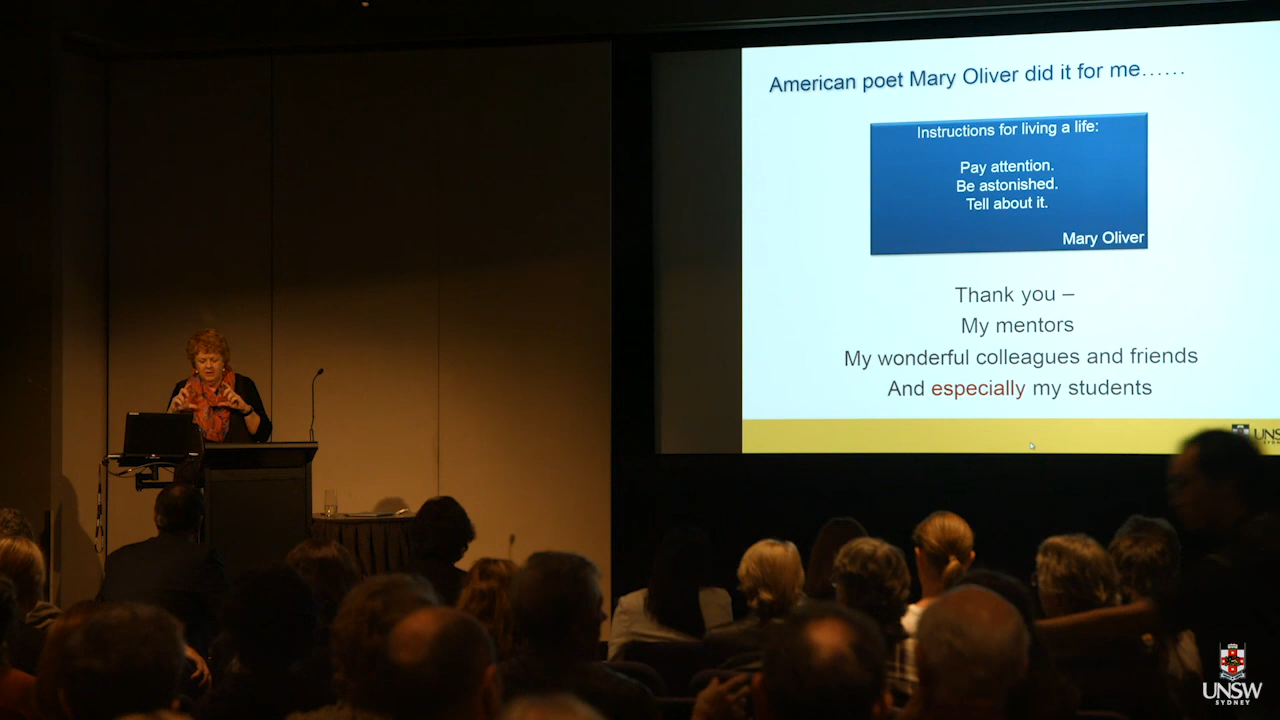 American poet Mary Oliver did it for me……
Instructions for living a life:
Pay attention.
Be astonished.
Tell about it.
Mary Oliver
Thank you –
My mentors
My wonderful colleagues and friends
And especially my students
UNSW
SYDNEY